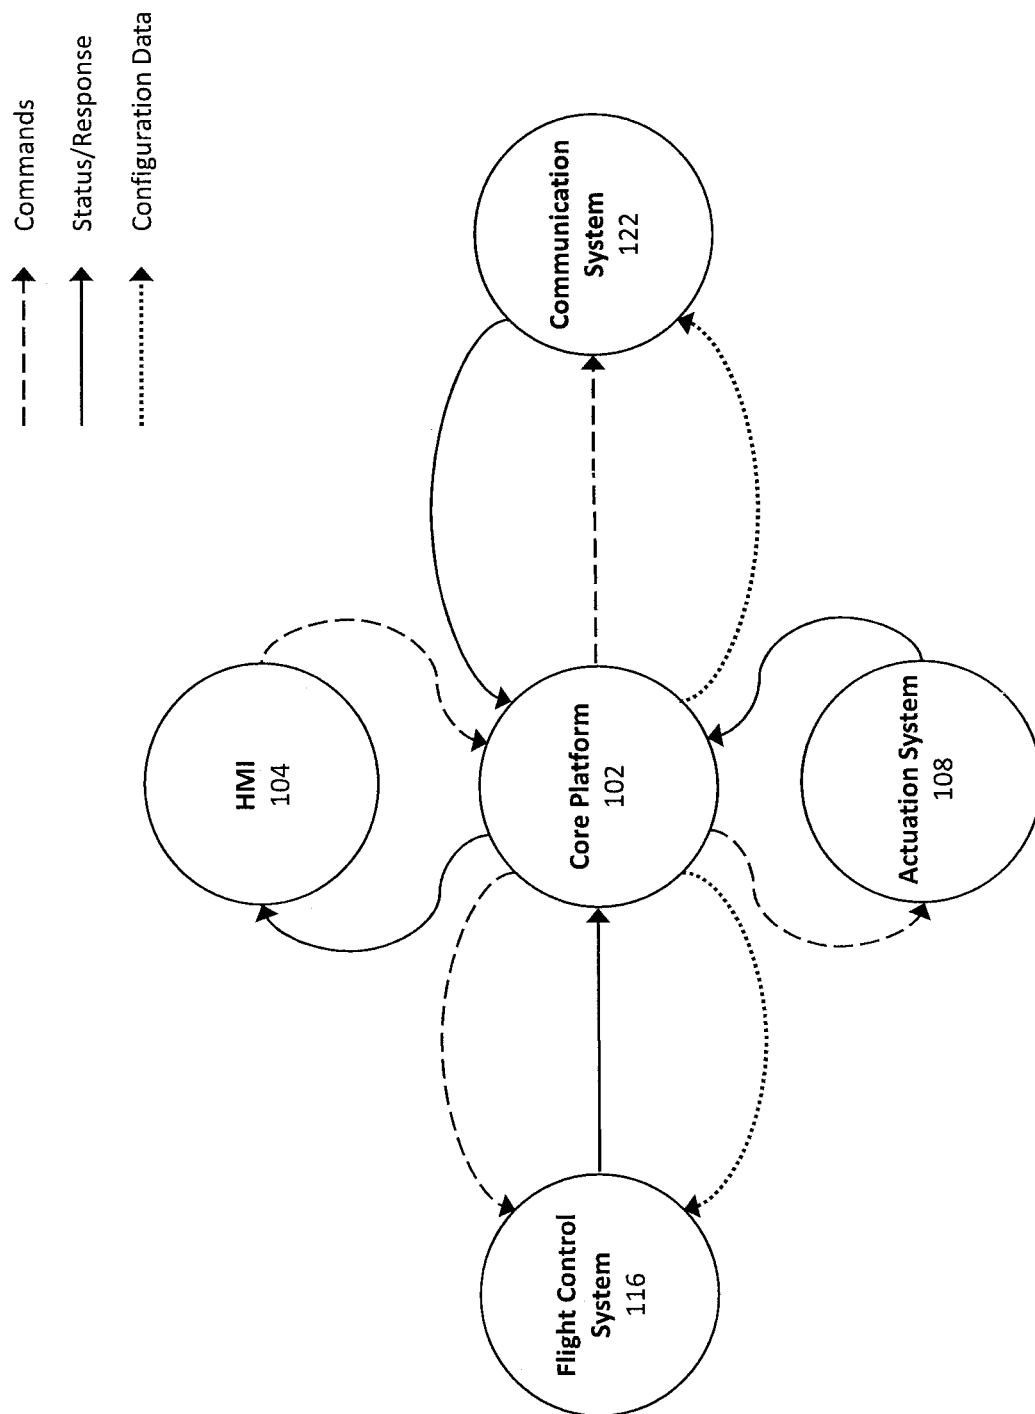 Commands
Status/Response
Configuration Data
HMI
104
Communication
System
122
Core Platform
102
Flight Control
System
116
Actuation System
108